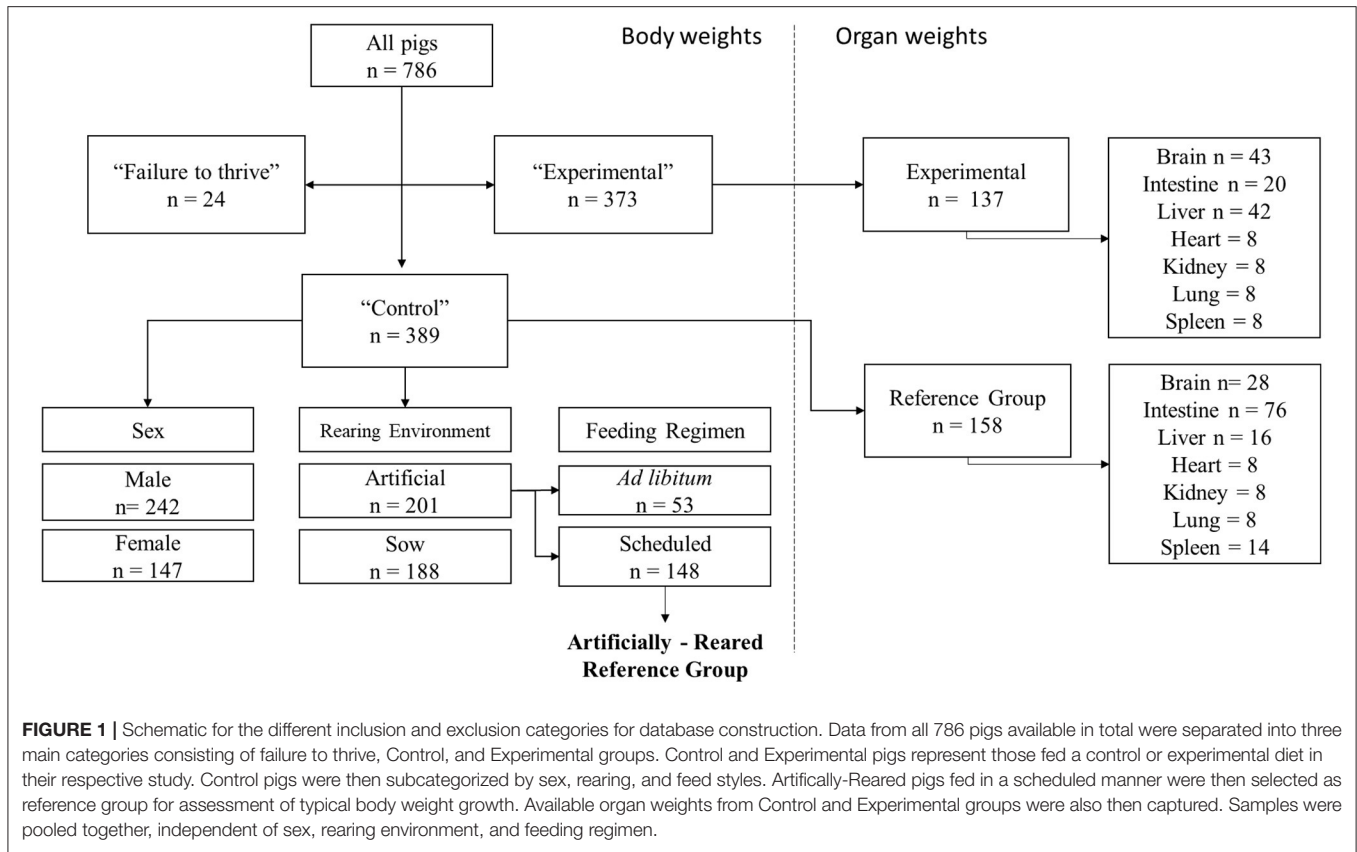 Body weights
Organ weights
All pigs
n = 786
“Failure to thrive”
n = 24
“Experimental”
n = 373
“Control”
n = 389
Sex
Male
n= 242
Female
n = 147
Rearing Environment
Artificial
n = 201
Sow
n = 188
Feeding Regimen
Ad libitum
n = 53
Scheduled
n = 148
Artificially - Reared
Reference Group
Experimental
n = 137
Brain n = 43
Intestine n = 20
Liver n = 42
Heart = 8
Kidney = 8
Lung = 8
Spleen = 8
Reference Group
n = 158
Brain n= 28
Intestine n = 76
Liver n = 16
Heart = 8
Kidney = 8
Lung = 8
Spleen = 14
FIGURE 1 | Schematic for the different inclusion and exclusion categories for database construction. Data from all 786 pigs available in total were separated into three
main categories consisting of failure to thrive, Control, and Experimental groups. Control and Experimental pigs represent those fed a control or experimental diet in
their respective study. Control pigs were then subcategorized by sex, rearing, and feed styles. Artifically-Reared pigs fed in a scheduled manner were then selected as
reference group for assessment of typical body weight growth. Available organ weights from Control and Experimental groups were also then captured. Samples were
pooled together, independent of sex, rearing environment, and feeding regimen.